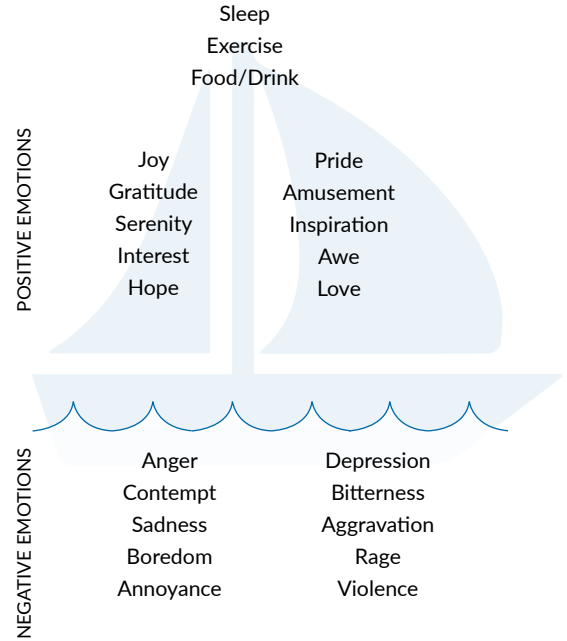 Sleep
Exercise
Food/Drink
POSITIVE EMOTIONS
Joy
Gratitude
Serenity
Interest
Hope
Pride
Amusement
Inspiration
Awe
Love
NEGATIVE EMOTIONS
Anger
Contempt
Sadness
Boredom
Annoyance
Depression
Bitterness
Aggravation
Rage
Violence